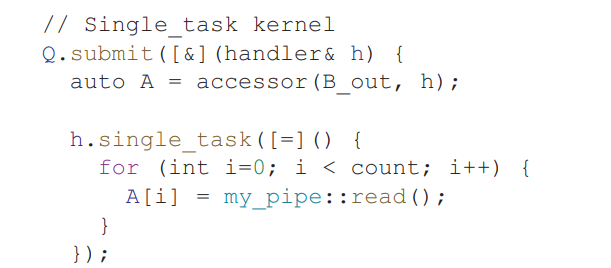 // Single_task kernel
Q.submit([&](handler& h) {
  auto A = accessor(B_out, h);

  h.single_task([=]() {
    for (int i=0; i < count; i++) {
      A[i] = my_pipe::read();
    }
  });